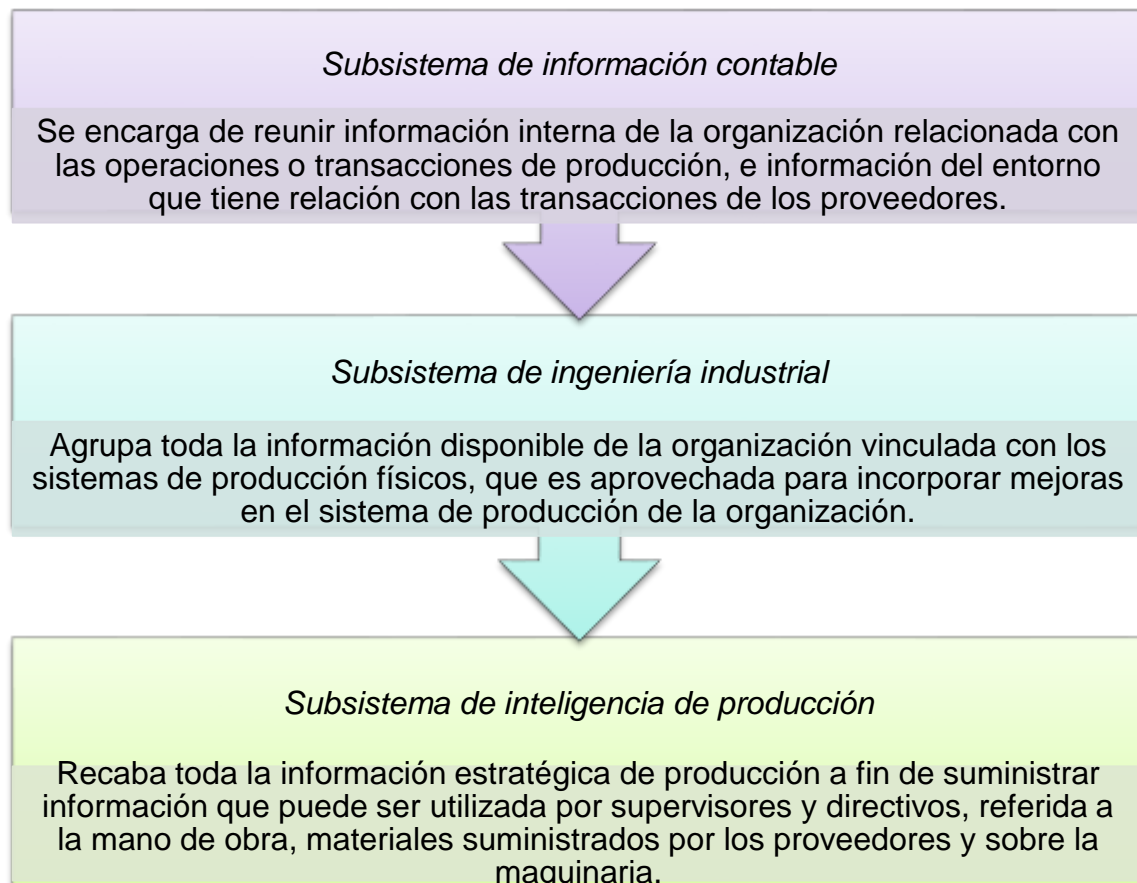 Subsistema de información contable
Se encarga de reunir información interna de la organización relacionada con
las operaciones o transacciones de producción, e información del entorno
que tiene relación con las transacciones de los proveedores.
Subsistema de ingeniería industrial
Agrupa toda la información disponible de la organización vinculada con los
sistemas de producción físicos, que es aprovechada para incorporar mejoras
en el sistema de producción de la organización.
Subsistema de inteligencia de producción
Recaba toda la información estratégica de producción a fin de suministrar
información que puede ser utilizada por supervisores y directivos, referida a
la mano de obra, materiales suministrados por los proveedores y sobre la
maquinaria.